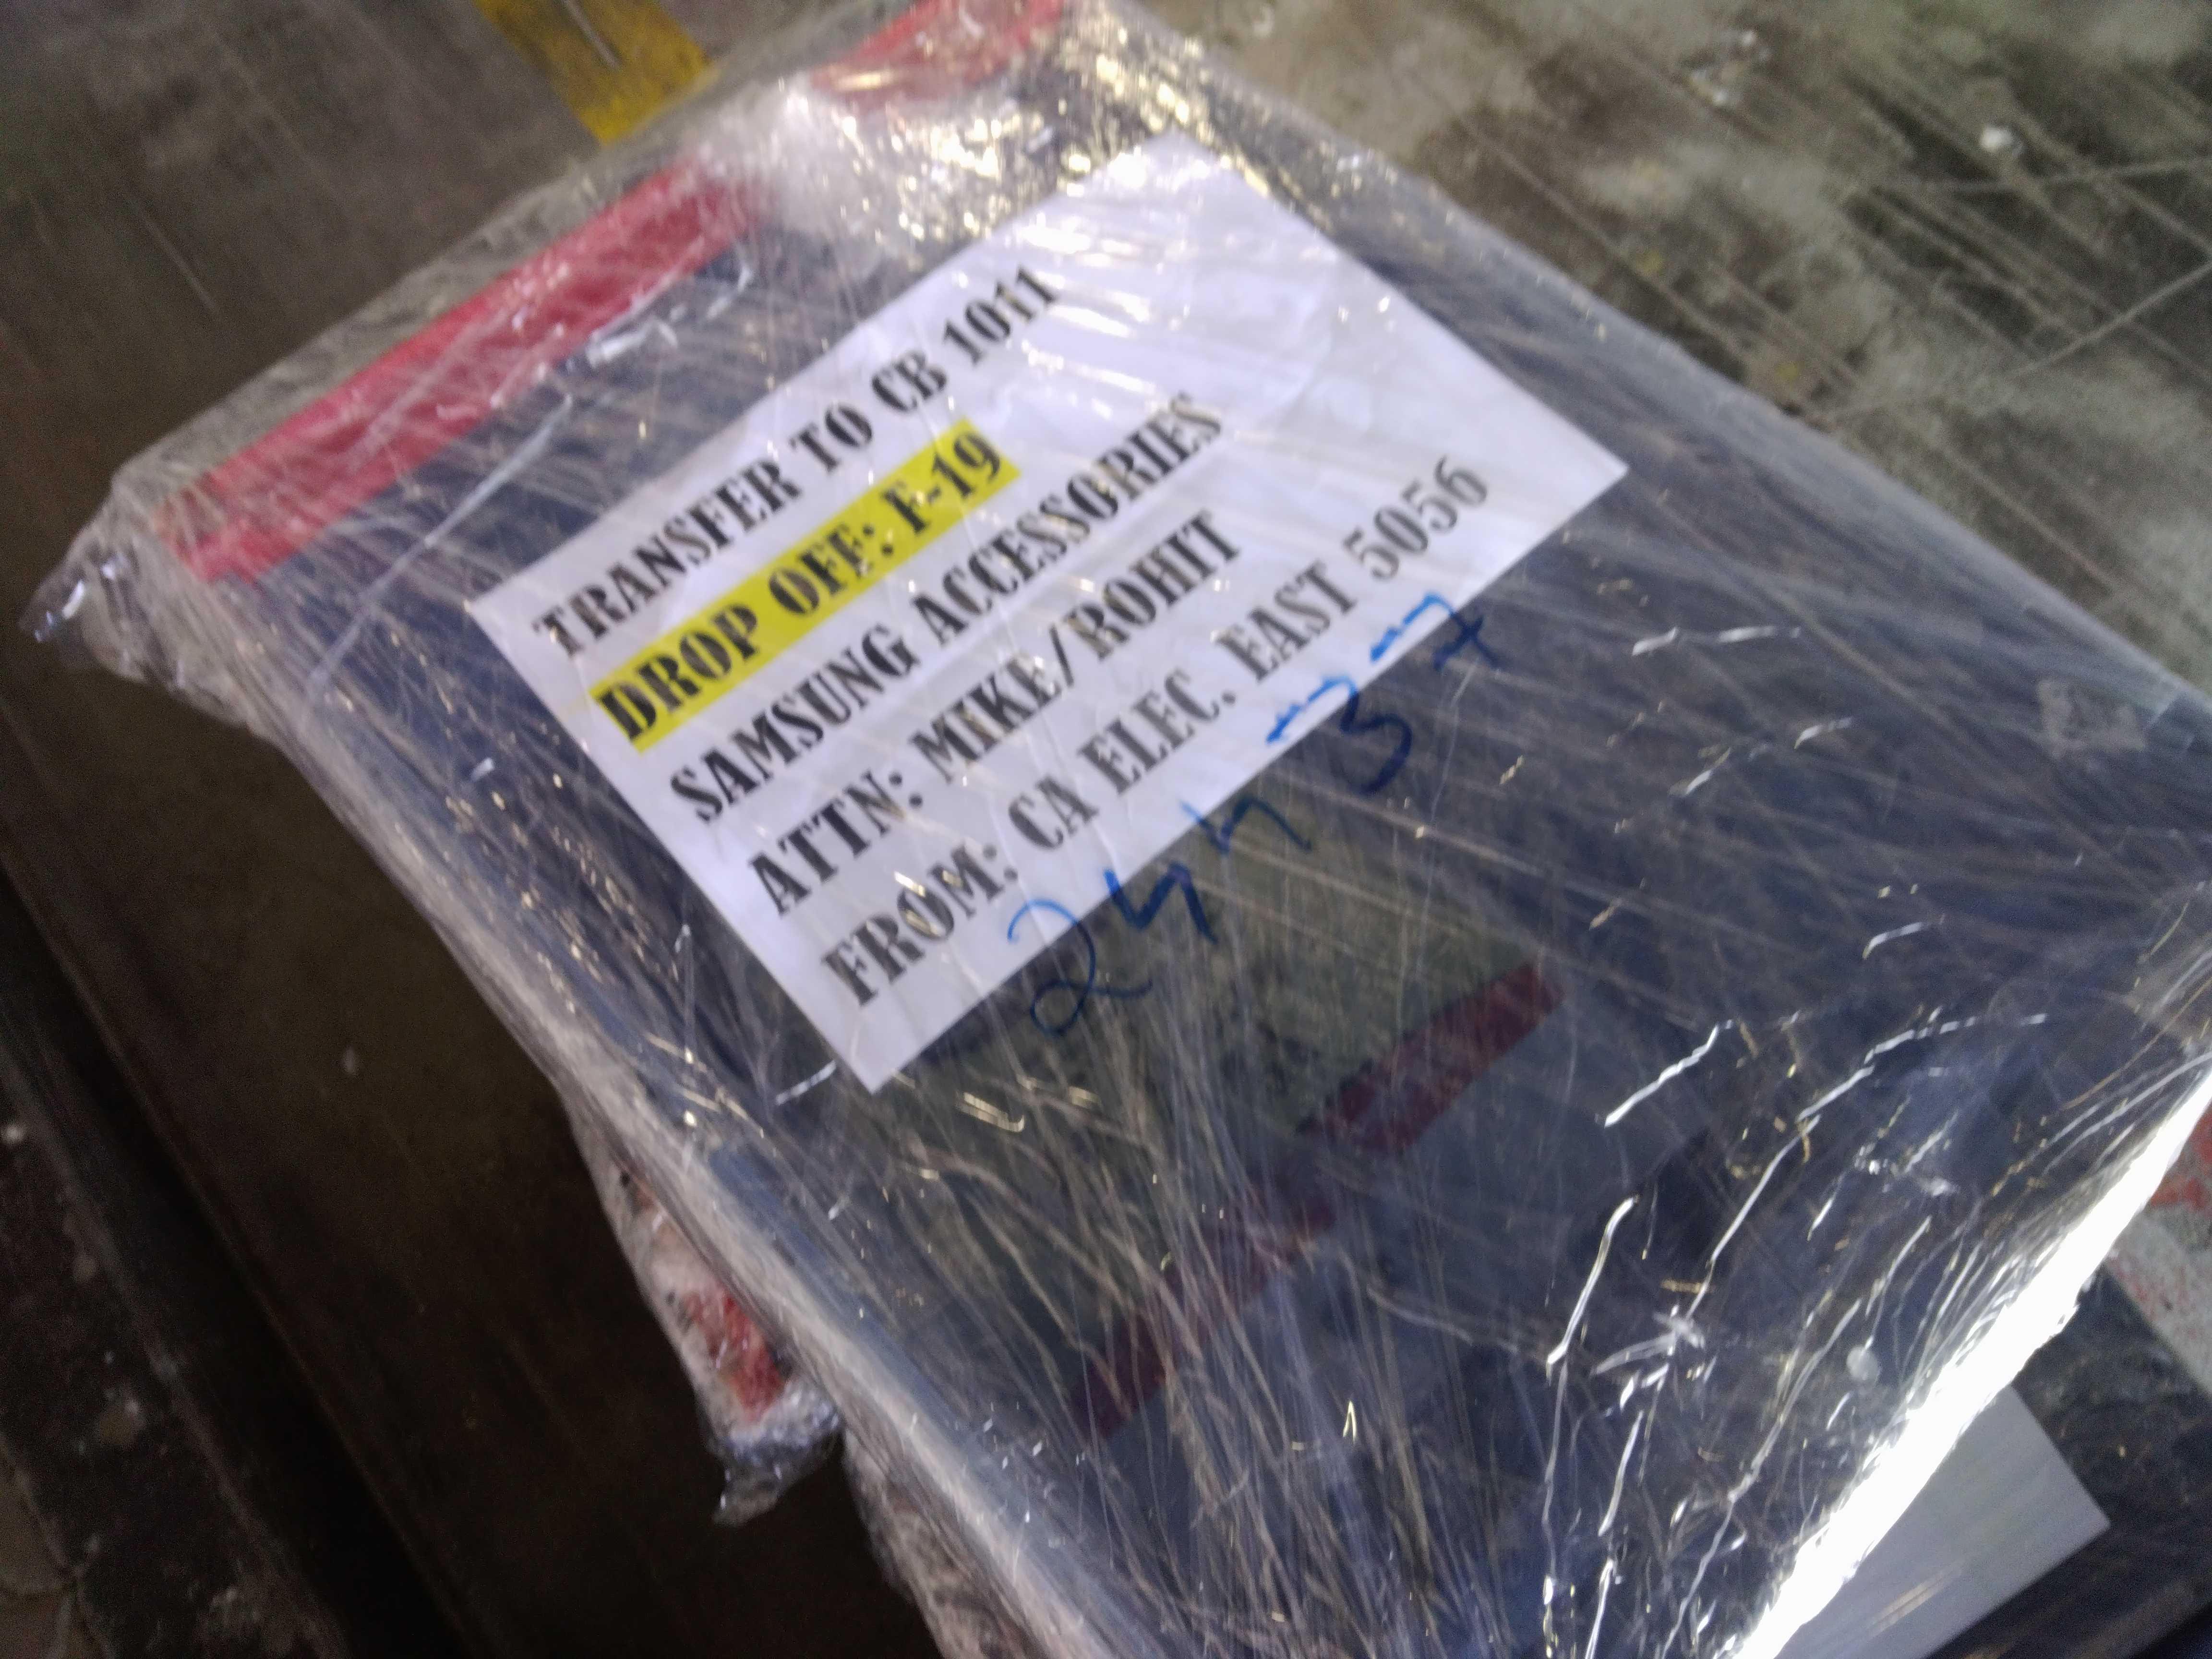 TRANSFER TO CB 1011
DROP OFF: F-19
SAMSUNG ACCESSORIES
ATTN: MIKE/ROHIT
FROM: CA ELEC. EAST 5056